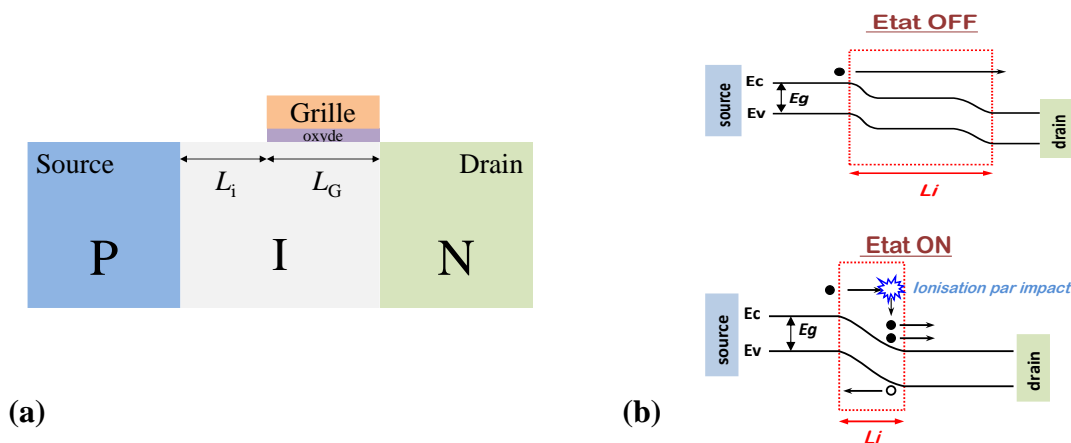 Grille
oxyde
Source
Drain
Li
LG
P
I
N
(a)
Etat OFF
source
Ec
Eg
Ev
drain
Li
Etat ON
Ionisation par impact
source
Ec
Eg
Ev
drain
Li
(b)